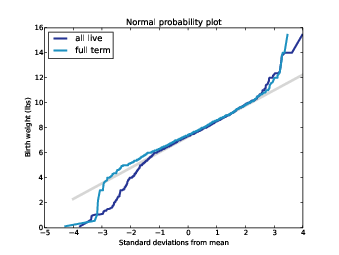 Normal probability plot
16
14
12
10
8
6
4
2
0
all live
full term
Birth weight (lbs)
−5 −4 −3 −2 −1 0 1 2 3 4
Standard deviations from mean